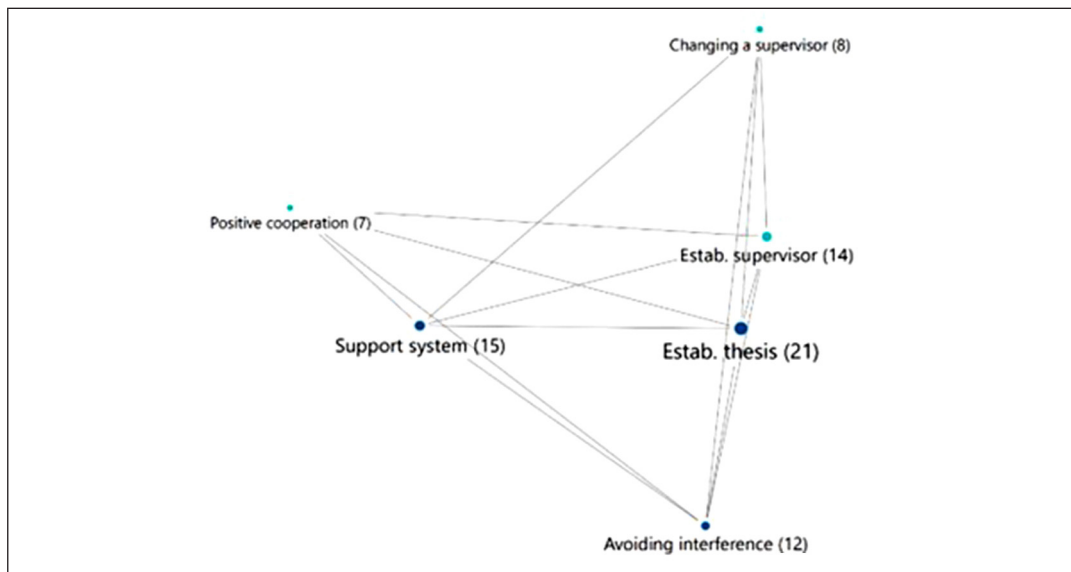 Changing a supervisor (8)
Positive cooperation (7)
Estab. supervisor (14)
Support system (15)
Estab. thesis (21)
Avoiding interference (12)